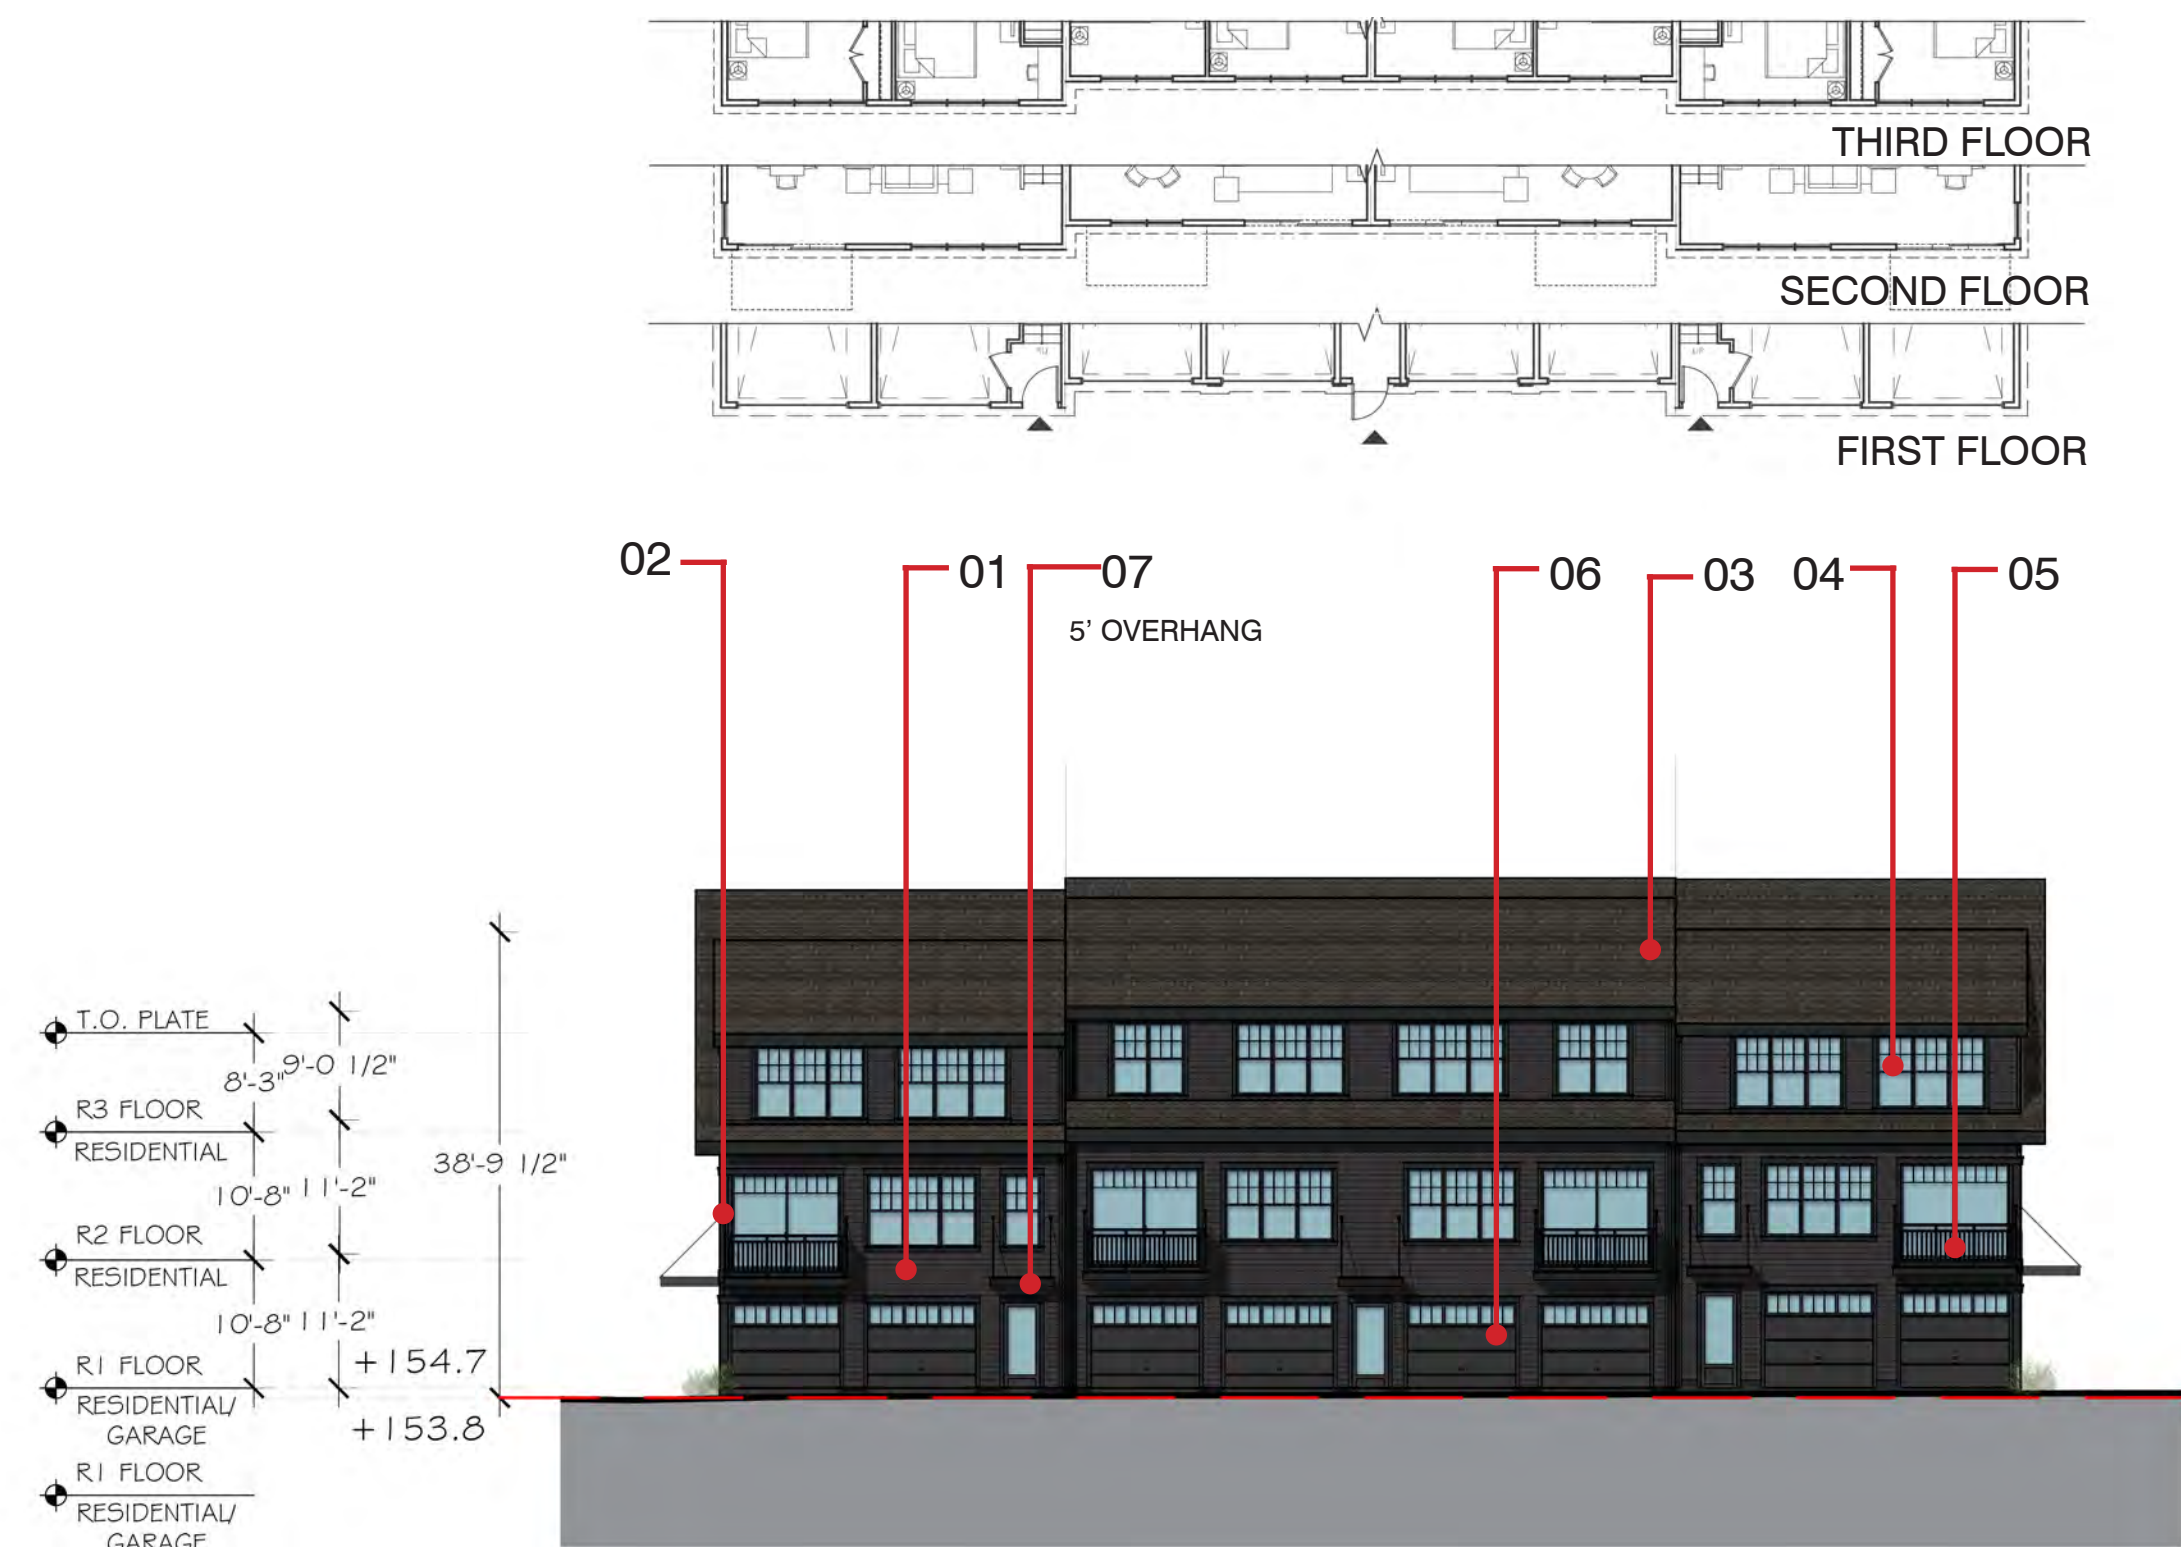 THIRD FLOOR
SECOND FLOOR
UP
FIRST FLOOR
02
01
07
06
03
04
05
5’ OVERHANG
T.O. PLATE
8'-3"
9'-0 1/2"
R3 FLOOR
RESIDENTIAL
38'-9 1/2"
10'-8"
11'-2"
R2 FLOOR
RESIDENTIAL
10'-8"
11'-2"
R1 FLOOR
+154.7
RESIDENTIAL/
GARAGE
+153.8
R1 FLOOR
RESIDENTIAL/
GARAGE